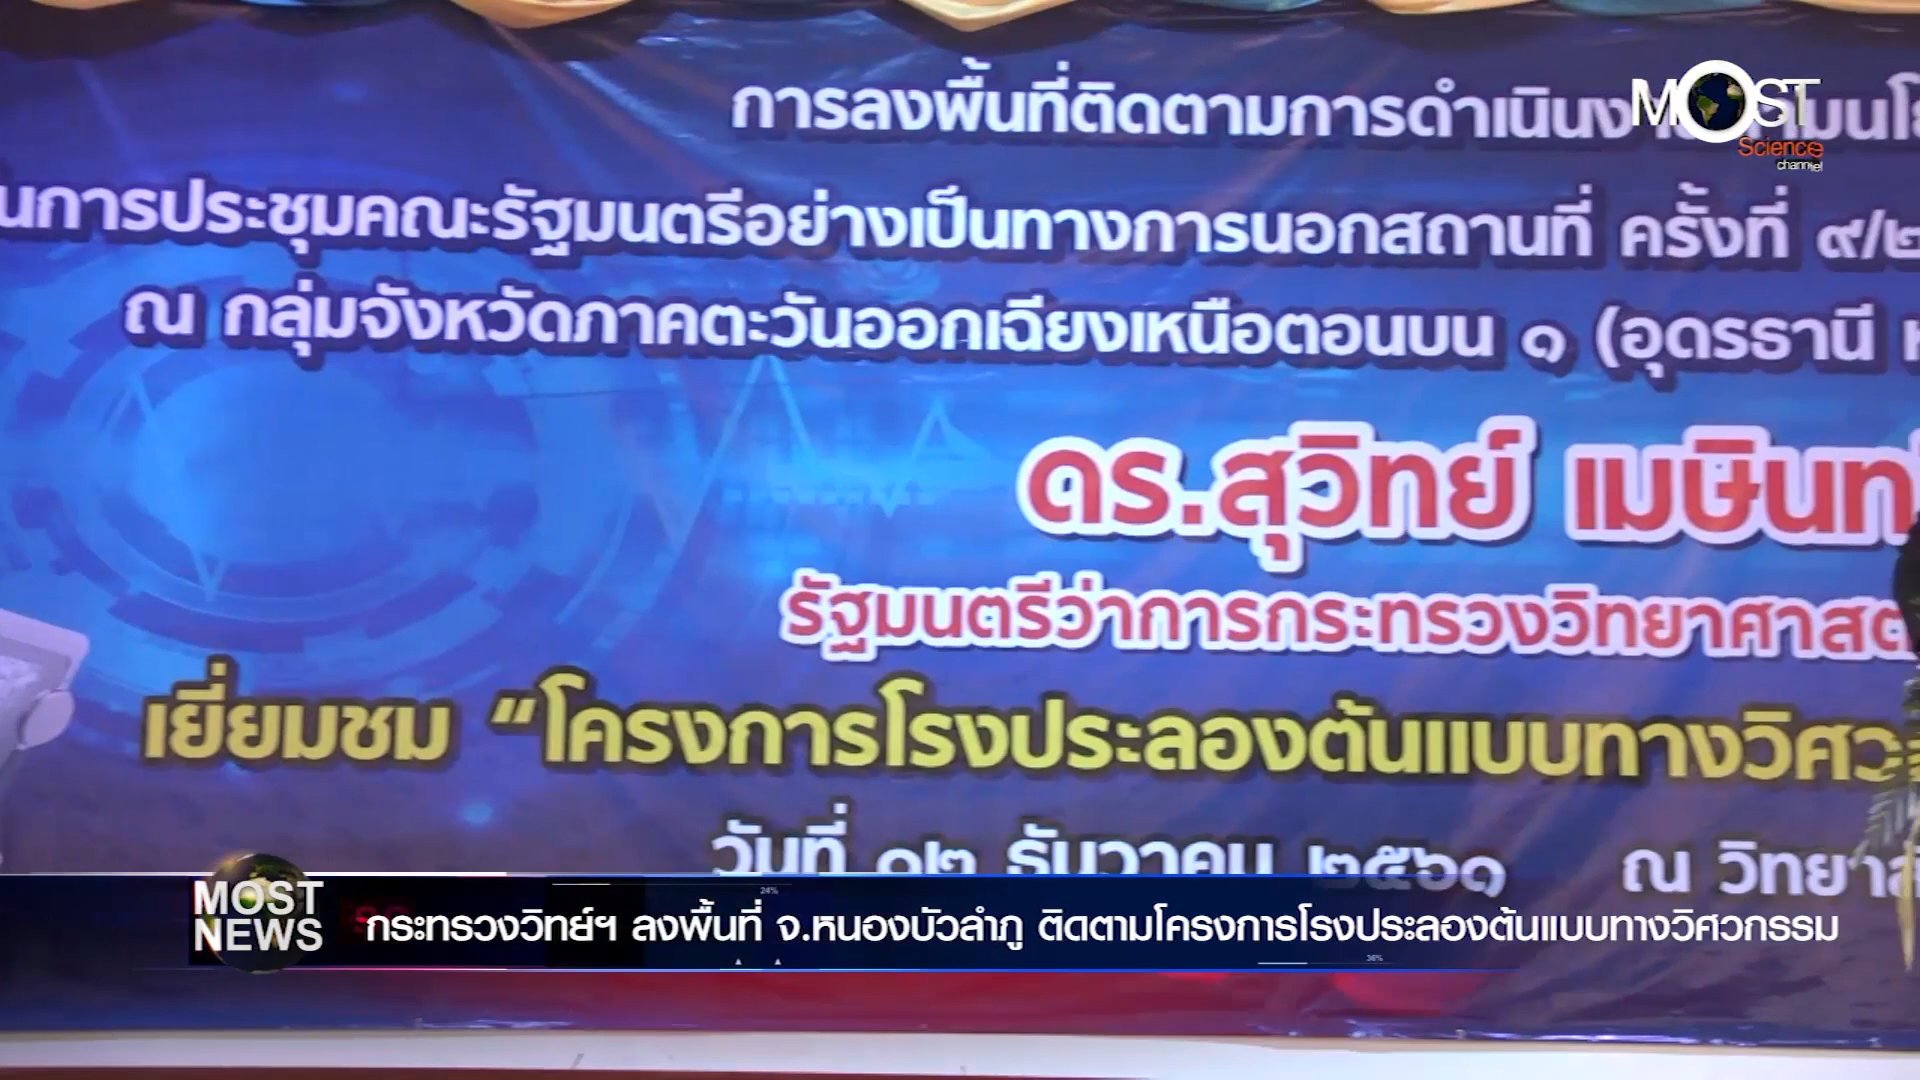 การลงพื้นที่ติดตามการดำเนินง
MOST
Science
channel
นการประชุมคณะรัฐมนตรีอย่างเป็นทางการนอกสถานที่ ครั้งที่ ๙/๒
ณ กลุ่มจังหวัดภาคตะวันออกเฉียงเหนือตอนบน ๑ (อุดรธานี
ดร.สุวิทย์ เมษินท
รัฐมนตรีว่าการกระทรวงวิทยาศาสต
เยี่ยมชม “โครงการโรงประลองต้นแบบทางวิศว
วันที่ ๑๒ ธันวาคม ๒๕๖๑ ณ วิทยาล
24%
MOST NEWS
กระทรวงวิทย์ฯ ลงพื้นที่ จ.หนองบัวลำภู ติดตามโครงการโรงประลองต้นแบบทางวิศวกรรม
36%